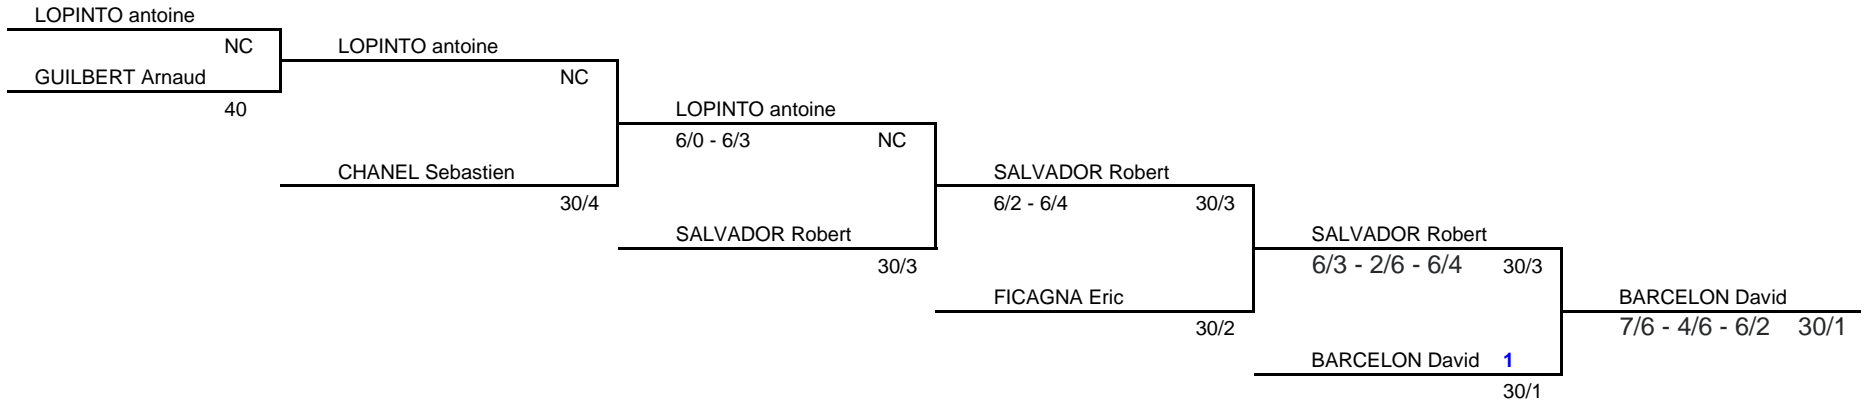 LOPINTO antoine
NC
GUILBERT Arnaud
40
LOPINTO antoine
NC
CHANEL Sebastien
30/4
LOPINTO antoine
6/0 - 6/3 NC
SALVADOR Robert
30/3
SALVADOR Robert
6/2 - 6/4 30/3
FICAGNA Eric
30/2
SALVADOR Robert
6/3 - 2/6 - 6/4 30/3
BARCELON David 1
30/1
BARCELON David
7/6 - 4/6 - 6/2 30/1